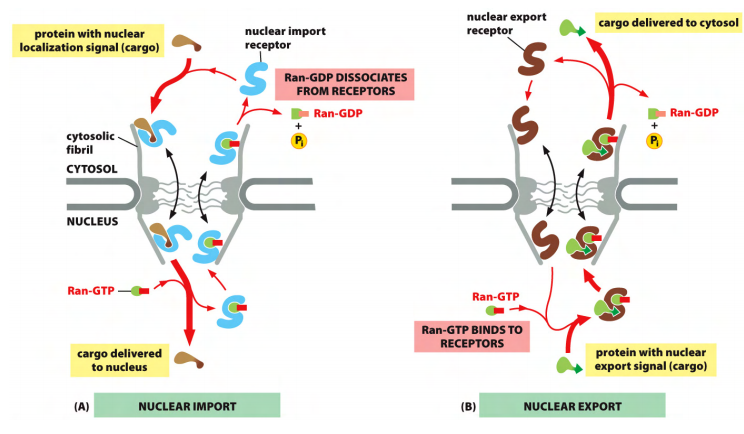 protein with nuclear
localization signal (cargo)
nuclear import
receptor
Ran-GDP DISSOCIATES
FROM RECEPTORS
Ran-GDP
+
Pi
cytosolic
fibril
CYTOSOL
NUCLEUS
Ran-GTP
cargo delivered
to nucleus
(A)
NUCLEAR IMPORT
nuclear export
receptor
cargo delivered to cytosol
Ran-GDP
+
Pi
Ran-GTP
Ran-GTP BINDS TO
RECEPTORS
protein with nuclear
export signal (cargo)
(B)
NUCLEAR EXPORT